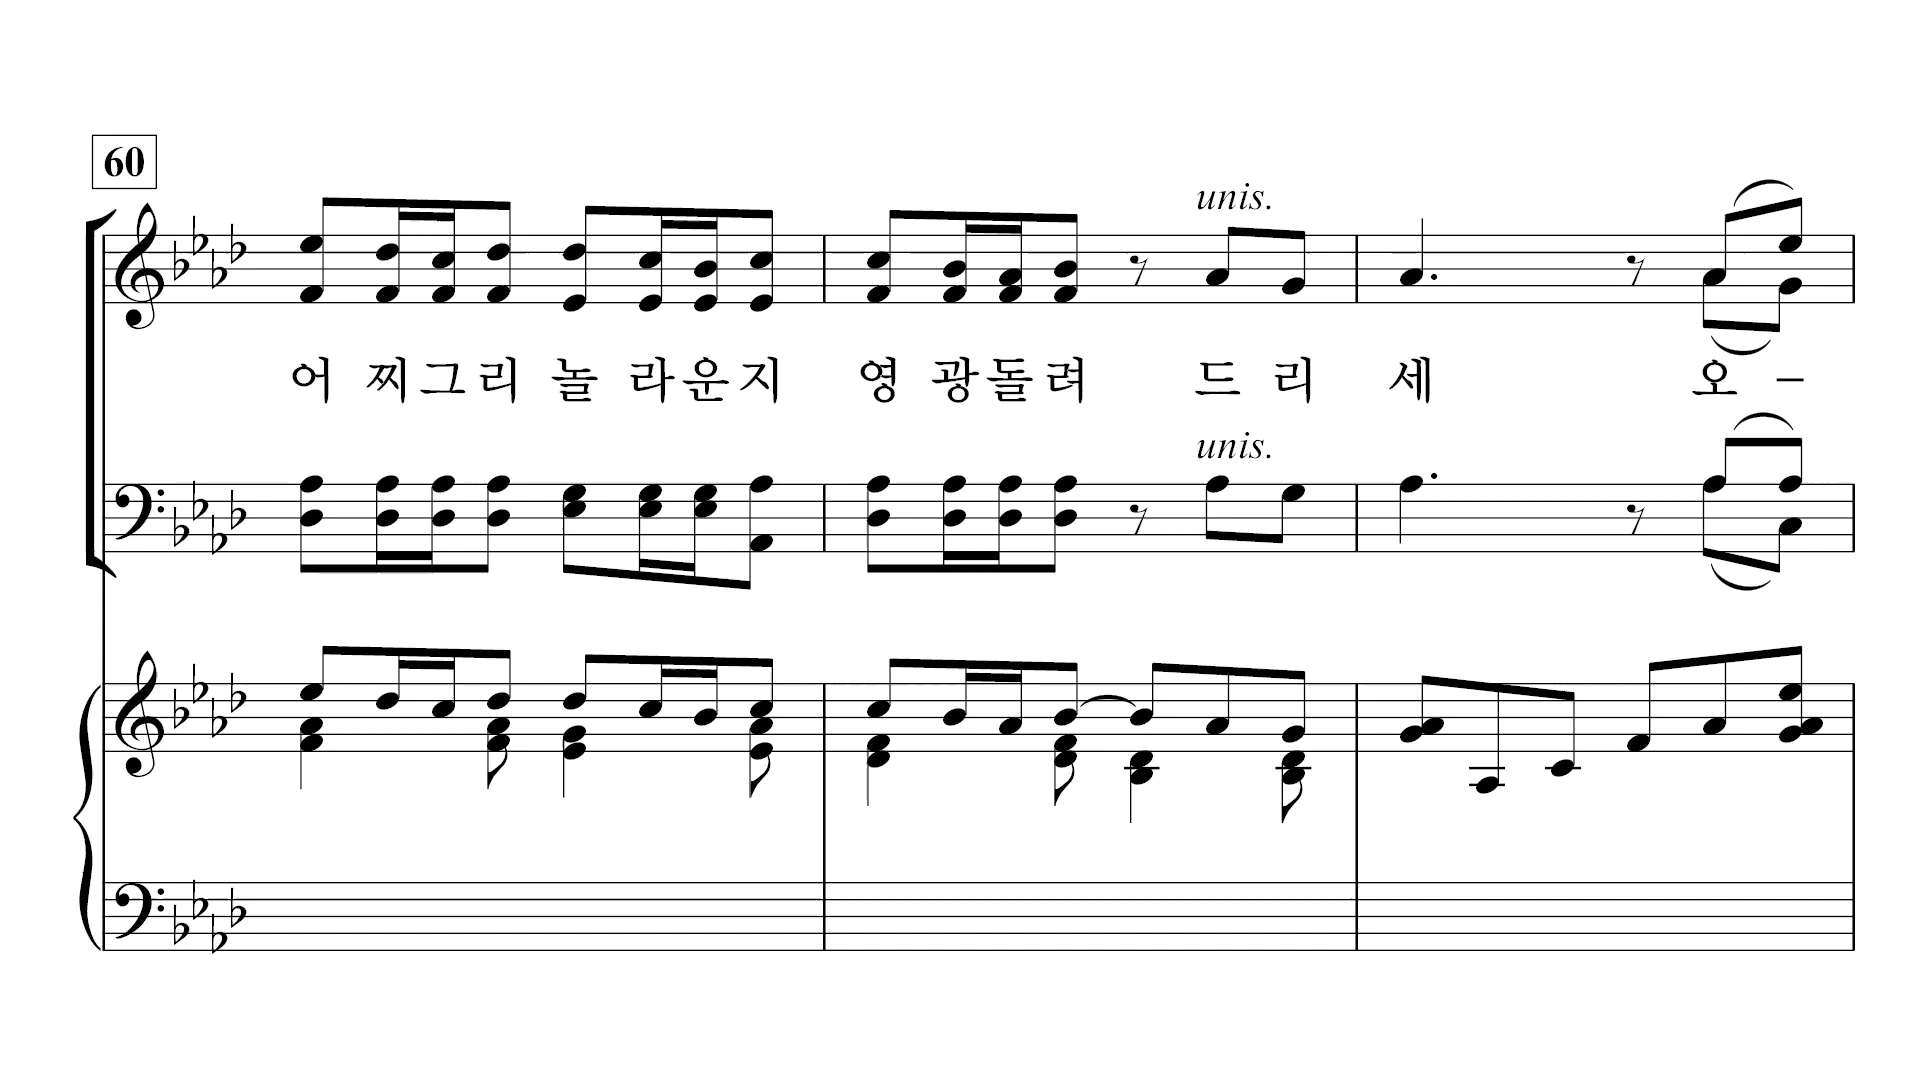 60
unis.
어 찌 그 리 놀 라 운 지 영 광 돌 려 드 리 세 오 –
unis.